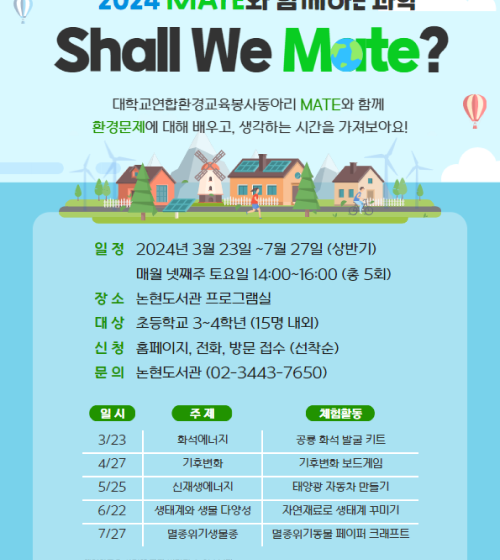 2024 MATE와 함께하는 과학
Shall We Mate?
대학교연합환경교육봉사동아리 MATE와 함께
환경문제에 대해 배우고, 생각하는 시간을 가져보아요!
일 정 2024년 3월 23일 ~7월 27일 (상반기)
매월 넷째주 토요일 14:00~16:00 (총 5회)
장 소 논현도서관 프로그램실
대 상 초등학교 3~4학년 (15명 내외)
신 청 홈페이지, 전화, 방문 접수 (선착순)
문 의 논현도서관 (02-3443-7650)
일 시 주 제 체험활동
3/23 화석에너지 공룡 화석 발굴 키트
4/27 기후변화 기후변화 보드게임
5/25 신재생에너지 태양광 자동차 만들기
6/22 생태계와 생물 다양성 자연재료로 생태계 꾸미기
7/27 멸종위기생물종 멸종위기동물 페이퍼 크래프트